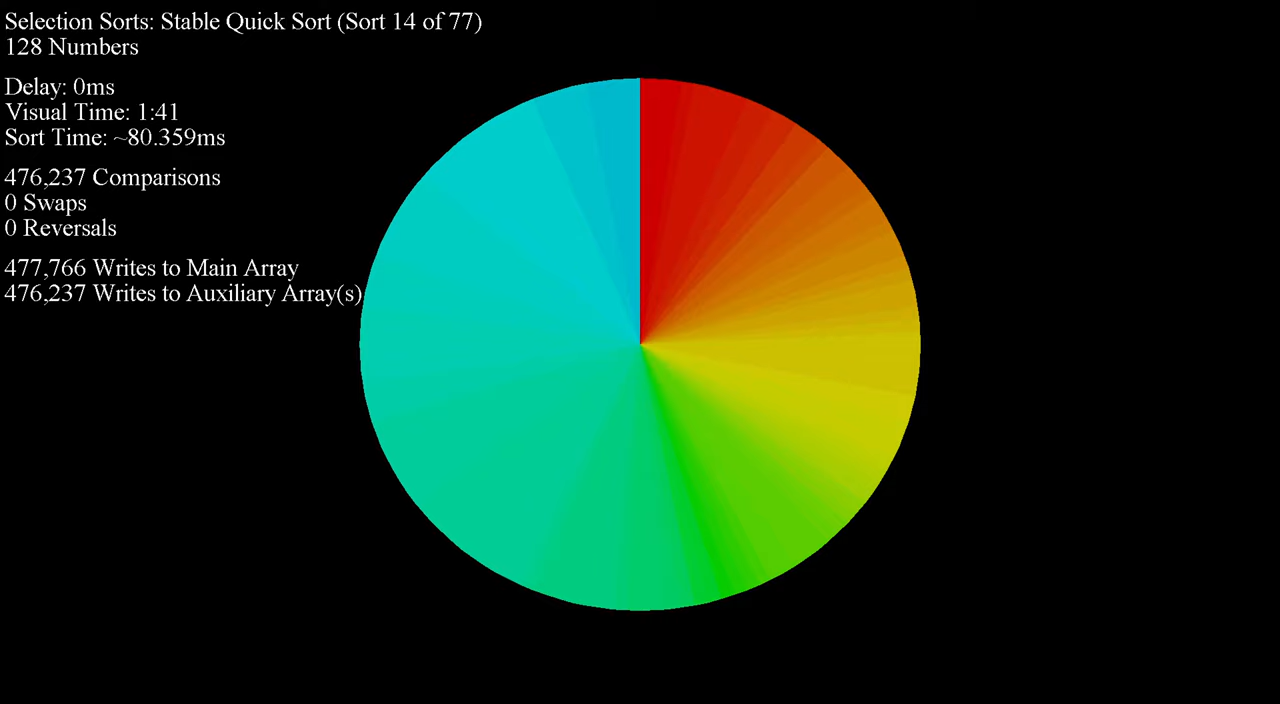 Selection Sorts: Stable Quick Sort (Sort 14 of 77)
128 Numbers
Delay: 0ms
Visual Time: 1:41
Sort Time: ~80.359ms
476,237 Comparisons
0 Swaps
0 Reversals
477,766 Writes to Main Array
476,237 Writes to Auxiliary Array(s)